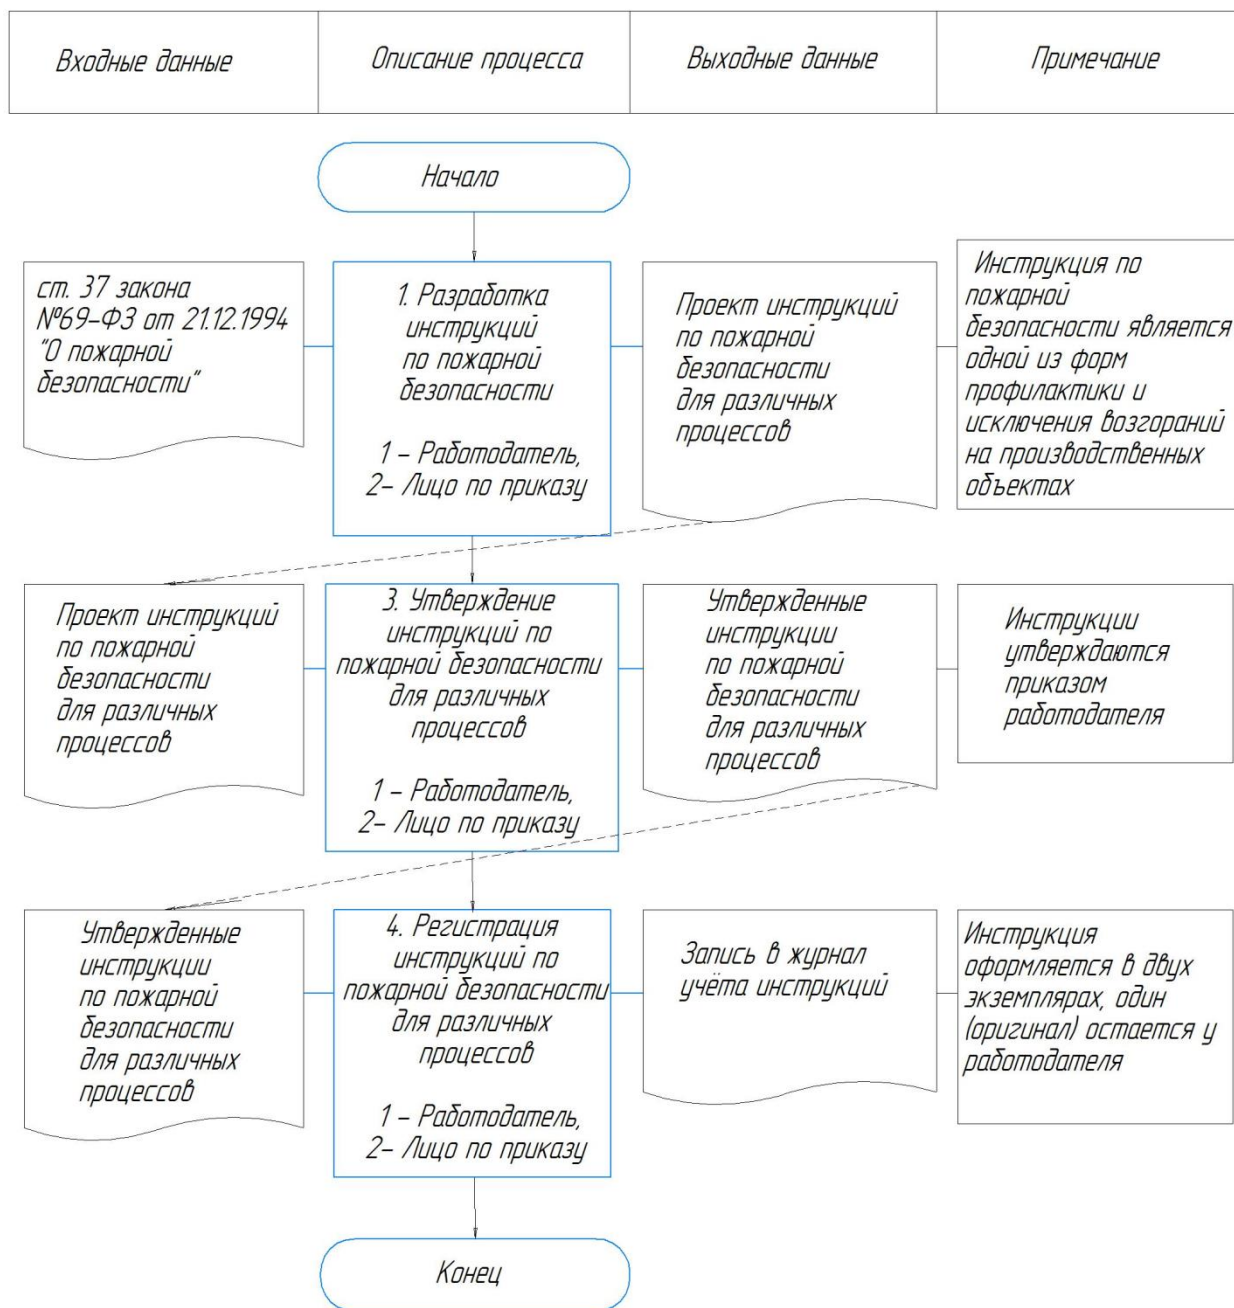 Входные данные
Описание процесса
Выходные данные
Примечание
Начало
ст. 37 закона
№69-ФЗ от 21.12.1994
"О пожарной
безопасности"
1. Разработка
инструкций
по пожарной
безопасности
1 – Работодатель,
2– Лицо по приказу
Проект инструкций
по пожарной
безопасности
для различных
процессов
Инструкция по
пожарной
безопасности является
одной из форм
профилактики и
исключения возгораний
на производственных
объектах
Проект инструкций
по пожарной
безопасности
для различных
процессов
3. Утверждение
инструкций по
пожарной безопасности
для различных
процессов
1 – Работодатель,
2– Лицо по приказу
Утвержденные
инструкции
по пожарной
безопасности
для различных
процессов
Инструкции
утверждаются
приказом
работодателя
Утвержденные
инструкции
по пожарной
безопасности
для различных
процессов
4. Регистрация
инструкций по
пожарной безопасности
для различных
процессов
1 – Работодатель,
2– Лицо по приказу
Запись в журнал
учёта инструкций
Инструкция
оформляется в двух
экземплярах, один
(оригинал) остается у
работодателя
Конец